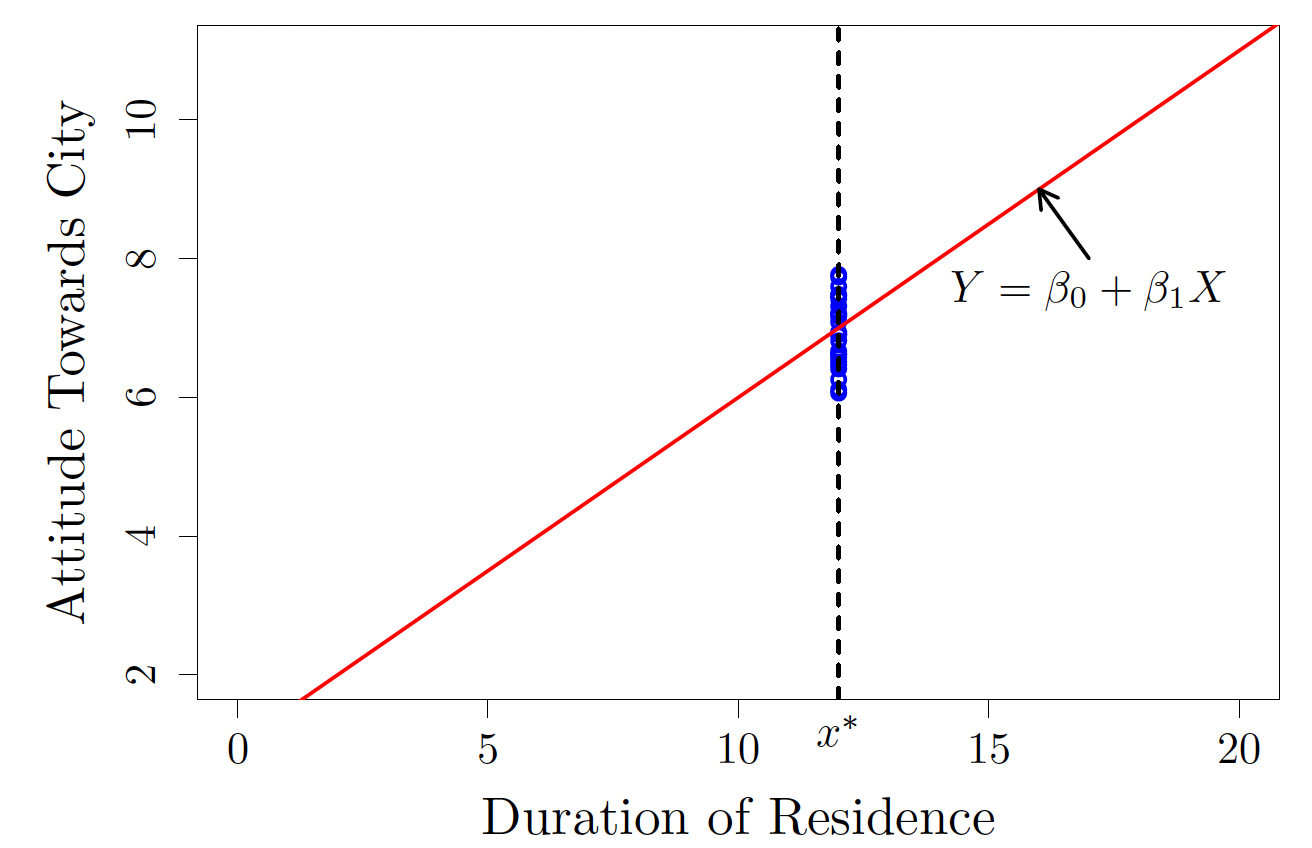 Attitude Towards City
10
8
6
4
2
Y = β₀ + β₁X
0 5 10 x* 15 20
Duration of Residence